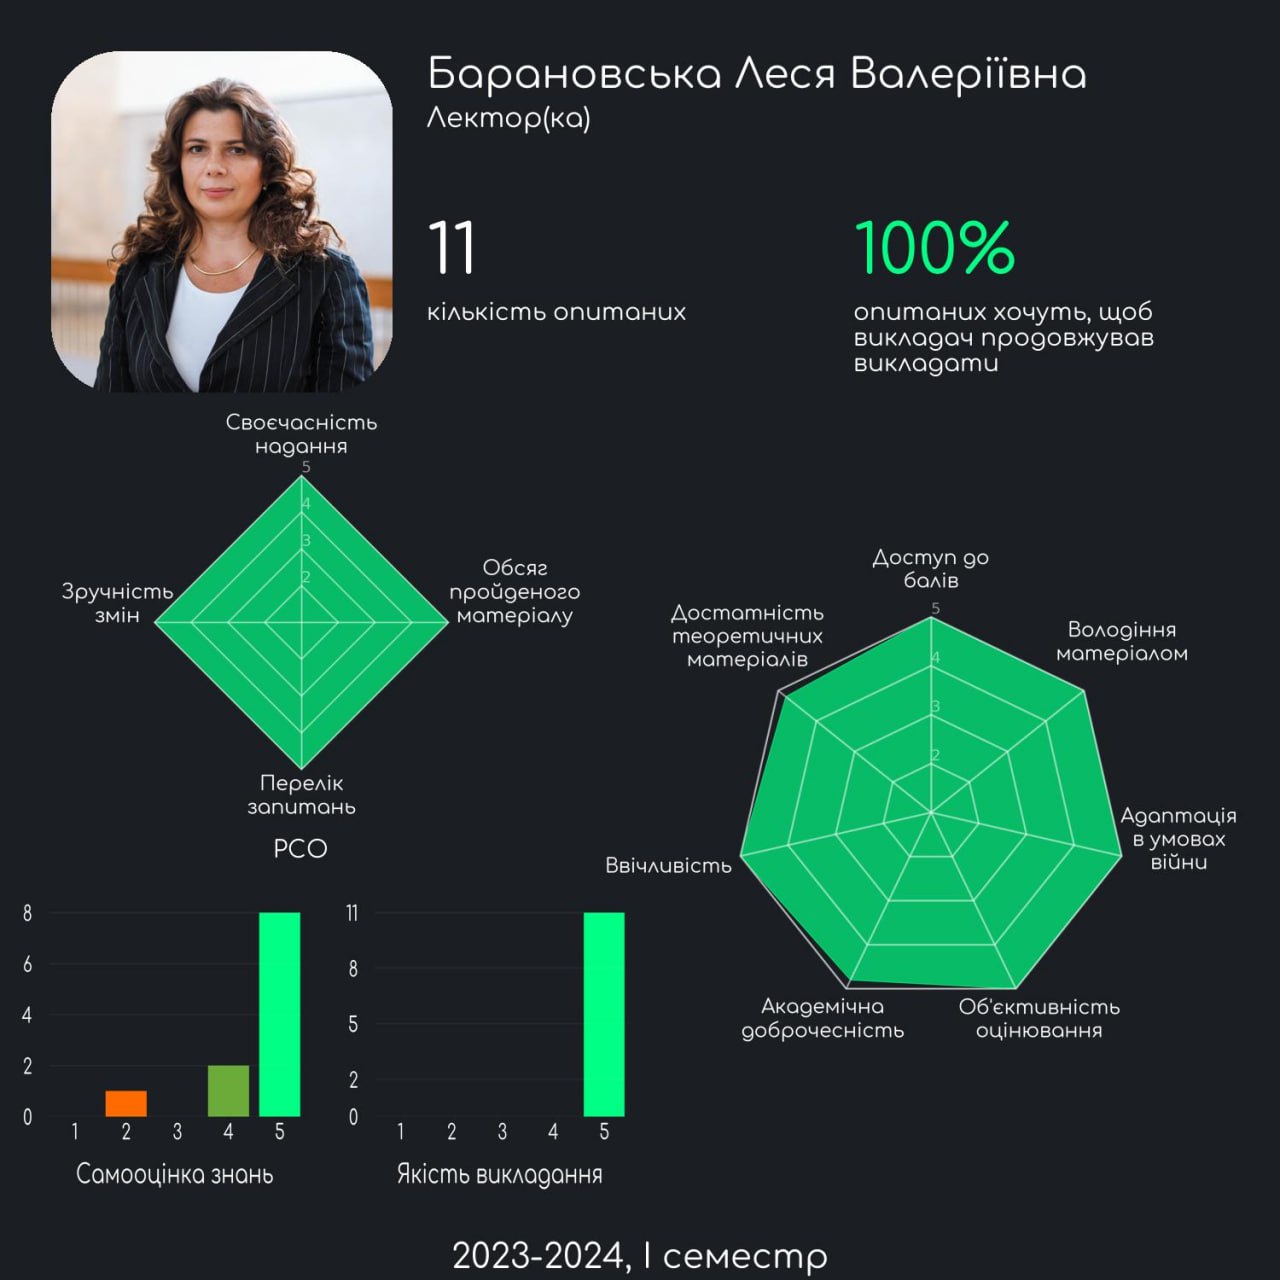 Барановська Леся Валеріївна
Лектор(ка)
11
кількість опитаних
100%
опитаних хочуть, щоб
викладач продовжував
викладати
Своєчасність
надання
5
4
3
2
Зручність
змін
Обсяг
пройденого
матеріалу
Перелік
запитань
РСО
Доступ до
балів
5
4
3
2
Достатність
теоретичних
матеріалів
Володіння
матеріалом
Адаптація
в умовах
війни
Ввічливість
Академічна
доброчесність
Об'єктивність
оцінювання
8
6
4
2
0
1 2 3 4 5
Самооцінка знань
11
8
5
2
0
1 2 3 4 5
Якість викладання
2023-2024, I семестр